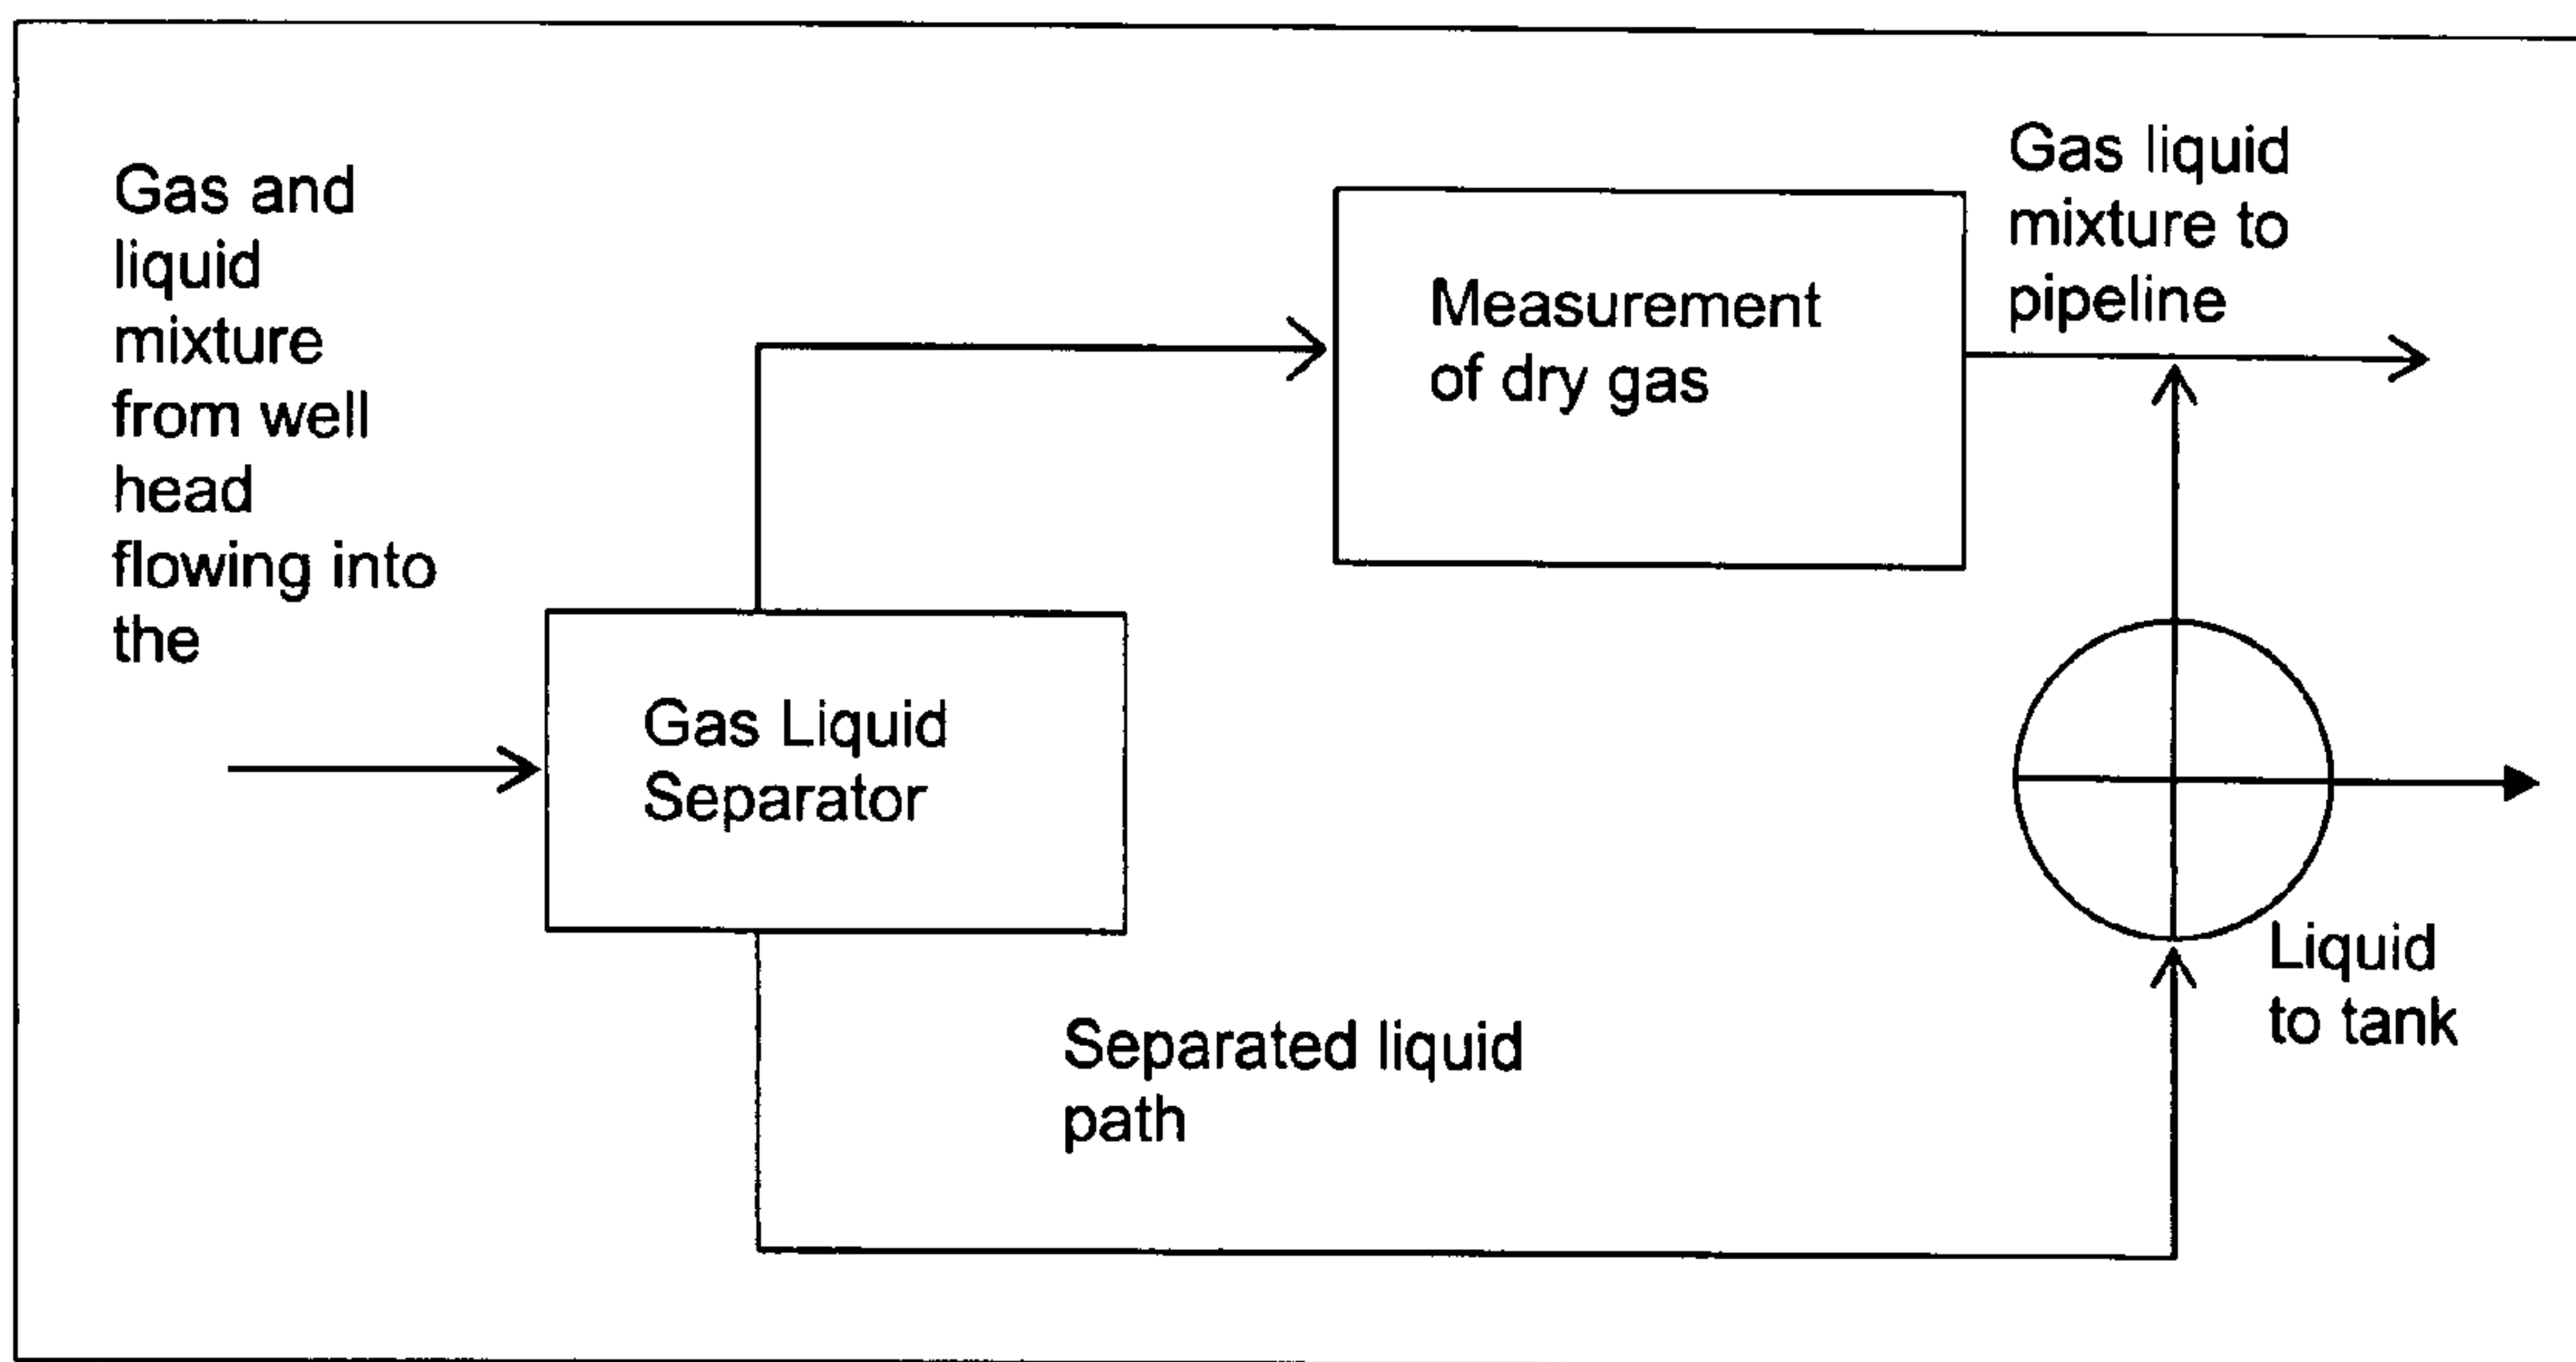 Gas and
liquid
mixture
from well
head
flowing into
the
Gas Liquid
Separator
Measurement
of dry gas
Gas liquid
mixture to
pipeline
Separated liquid
path
Liquid
to tank